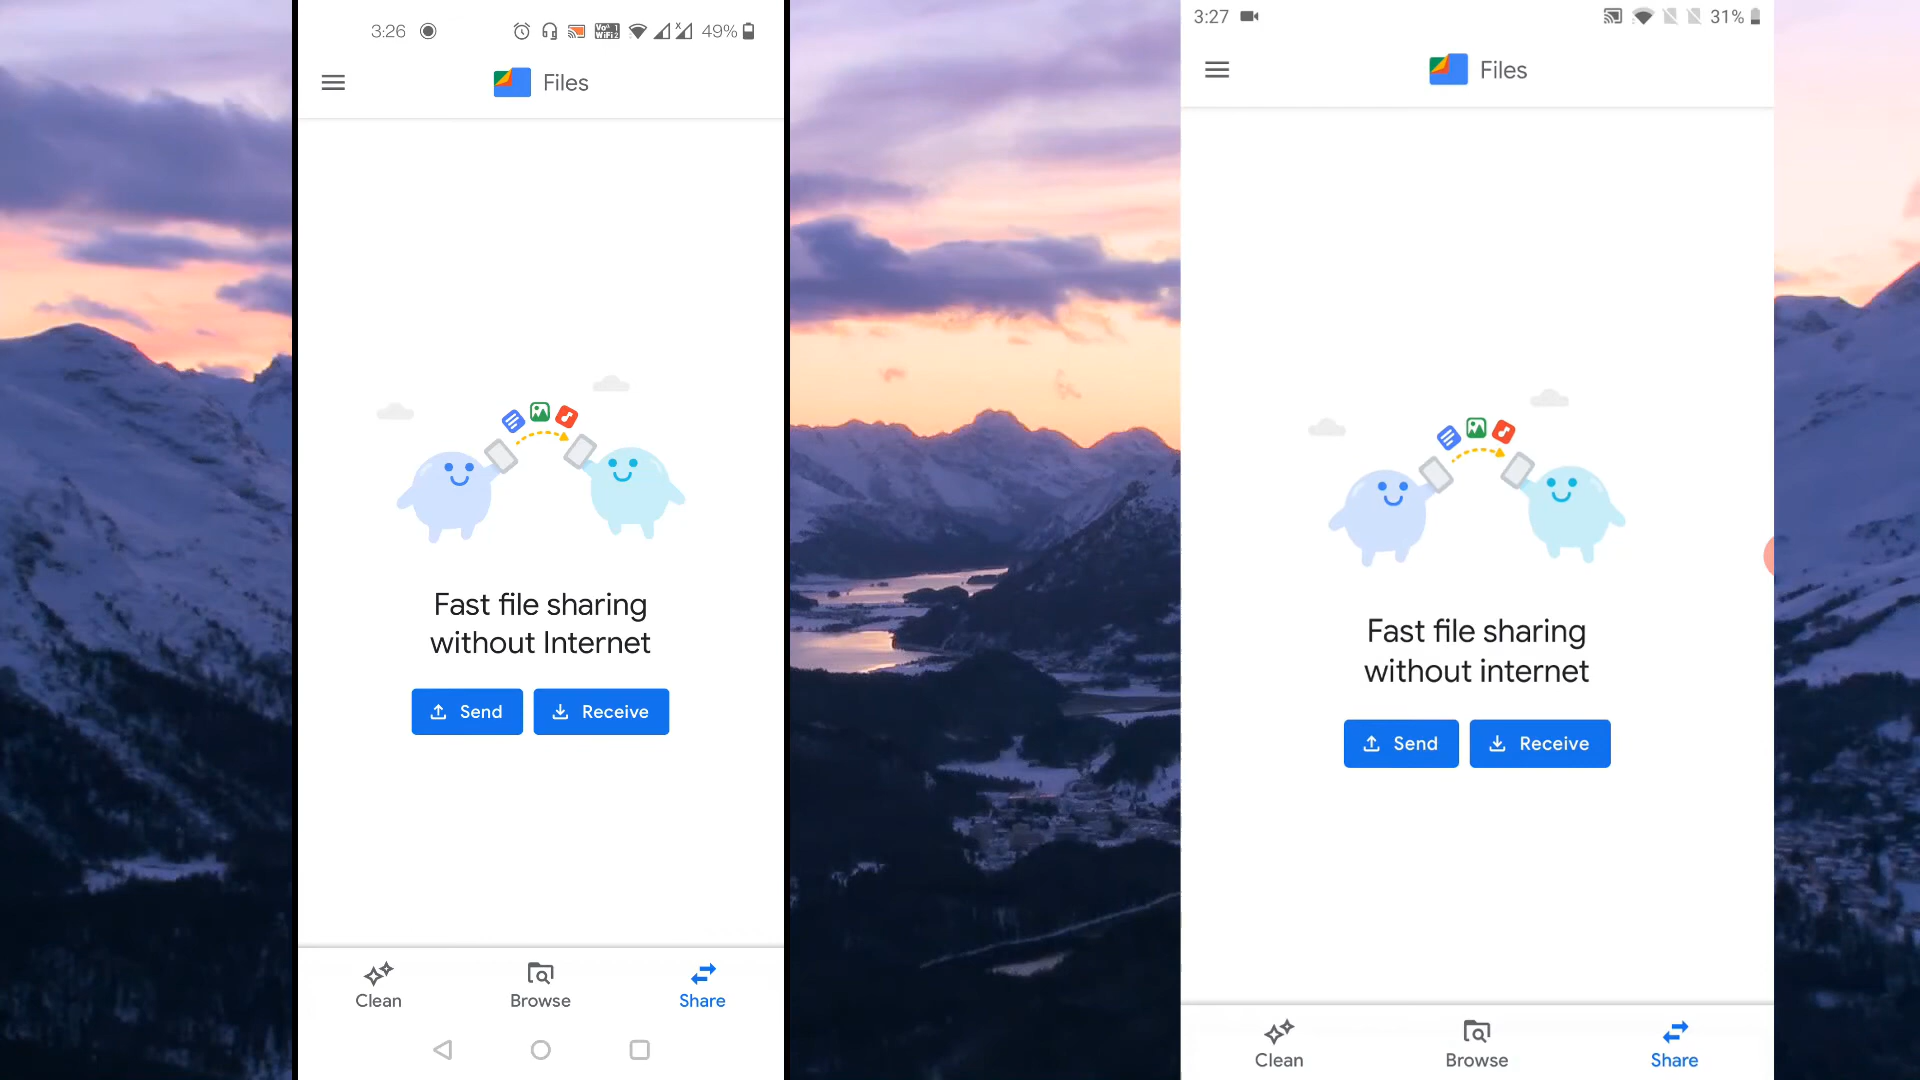 3:26
49%
Files
Fast file sharing
without Internet
Send
Receive
Clean
Browse
Share
3:27
31%
Files
Fast file sharing
without internet
Send
Receive
Clean
Browse
Share